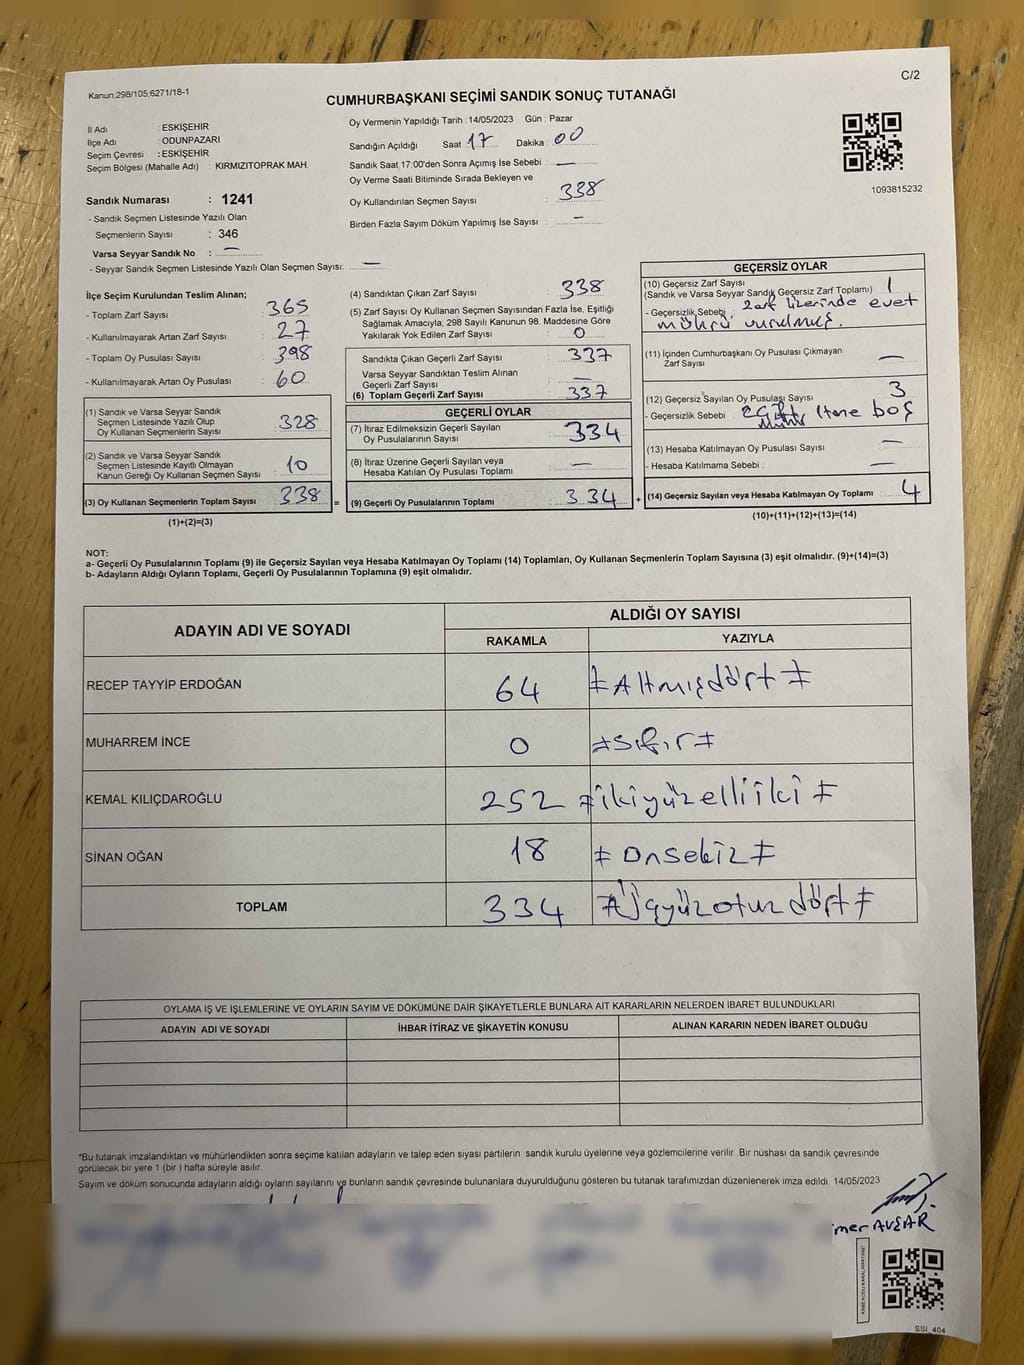 Kanun,298/105,6271/18-1
C/2
CUMHURBAŞKANI SEÇİMİ SANDIK SONUÇ TUTANAĞI
İl Adı : ESKİŞEHİR
İlçe Adı : ODUNPAZARI
Seçim Çevresi : ESKİŞEHİR
Seçim Bölgesi (Mahalle Adı) : KIRMIZITOPRAK MAH.
Oy Vermenin Yapıldığı Tarih : 14/05/2023 Gün : Pazar
Sandığın Açıldığı Saat 17 Dakika : 00
Sandık Saat 17:00'den Sonra Açımış İse Sebebi : —
Oy Verme Saati Bitiminde Sırada Bekleyen ve
Oy Kullandırılan Seçmen Sayısı : 338
Birden Fazla Sayım Döküm Yapılmış İse Sayısı : —
1093815232
Sandık Numarası : 1241
- Sandık Seçmen Listesinde Yazılı Olan
Seçmenlerin Sayısı : 346
Varsa Seyyar Sandık No : —
- Seyyar Sandık Seçmen Listesinde Yazılı Olan Seçmen Sayısı: —
İlçe Seçim Kurulundan Teslim Alınan;
- Toplam Zarf Sayısı : 365
- Kullanılmayarak Artan Zarf Sayısı : 27
- Toplam Oy Pusulası Sayısı : 398
- Kullanılmayarak Artan Oy Pusulası : 60
(1) Sandık ve Varsa Seyyar Sandık
Seçmen Listesinde Yazılı Olup
Oy Kullanan Seçmenlerin Sayısı : 328
(2) Sandık ve Varsa Seyyar Sandık
Seçmen Listesinde Kayıtlı Olmayan
Kanun Gereği Oy Kullanan Seçmen Sayısı : 10
(3) Oy Kullanan Seçmenlerin Toplam Sayısı : 338 =
(1)+(2)=(3)
(4) Sandıktan Çıkan Zarf Sayısı : 338
(5) Zarf Sayısı Oy Kullanan Seçmen Sayısından Fazla İse, Eşitliği
Sağlamak Amacıyla; 298 Sayılı Kanunun 98. Maddesine Göre
Yakılarak Yok Edilen Zarf Sayısı : 0
Sandıkta Çıkan Geçerli Zarf Sayısı : 337
Varsa Seyyar Sandıktan Teslim Alınan
Geçerli Zarf Sayısı : —
(6) Toplam Geçerli Zarf Sayısı : 337
GEÇERLİ OYLAR
(7) İtiraz Edilmeksizin Geçerli Sayılan
Oy Pusulalarının Sayısı : 334
(8) İtiraz Üzerine Geçerli Sayılan veya
Hesaba Katılan Oy Pusulası Toplamı : —
(9) Geçerli Oy Pusulalarının Toplamı : 334 +
GEÇERSİZ OYLAR
(10) Geçersiz Zarf Sayısı
(Sandık ve Varsa Seyyar Sandık Geçersiz Zarf Toplamı) : 1
- Geçersizlik Sebebi : zarf üzerinde evet
mührü vurulmuş.
(11) İçinden Cumhurbaşkanı Oy Pusulası Çıkmayan
Zarf Sayısı : —
(12) Geçersiz Sayılan Oy Pusulası Sayısı : 3
- Geçersizlik Sebebi : 2 çift 1 tane boş
mühür
(13) Hesaba Katılmayan Oy Pusulası Sayısı : —
- Hesaba Katılmama Sebebi : —
(14) Geçersiz Sayılan veya Hesaba Katılmayan Oy Toplamı : 4
(10)+(11)+(12)+(13)=(14)
NOT:
a- Geçerli Oy Pusulalarının Toplamı (9) ile Geçersiz Sayılan veya Hesaba Katılmayan Oy Toplamı (14) Toplamları, Oy Kullanan Seçmenlerin Toplam Sayısına (3) eşit olmalıdır. (9)+(14)=(3)
b- Adayların Aldığı Oyların Toplamı, Geçerli Oy Pusulalarının Toplamına (9) eşit olmalıdır.
ADAYIN ADI VE SOYADI ALDIĞI OY SAYISI
RAKAMLA YAZIYLA
RECEP TAYYİP ERDOĞAN 64 ≠Altmışdört≠
MUHARREM İNCE 0 ≠sıfır≠
KEMAL KILIÇDAROĞLU 252 ≠ikiyüzelliiki≠
SİNAN OĞAN 18 ≠Onsekiz≠
TOPLAM 334 ≠Üçyüzotuzdört≠
OYLAMA İŞ VE İŞLEMLERİNE VE OYLARIN SAYIM VE DÖKÜMÜNE DAİR ŞİKAYETLERLE BUNLARA AİT KARARLARIN NELERDEN İBARET BULUNDUKLARI
ADAYIN ADI VE SOYADI İHBAR İTİRAZ VE ŞİKAYETİN KONUSU ALINAN KARARIN NEDEN İBARET OLDUĞU
*Bu tutanak imzalandıktan ve mühürlendikten sonra seçime katılan adayların ve talep eden siyasi partilerin sandık kurulu üyelerine veya gözlemcilerine verilir .Bir nüshası da sandık çevresinde
görülecek bir yere 1 (bir ) hafta süreyle asılır.
Sayım ve döküm sonucunda adayların aldığı oyların sayılarını ve bunların sandık çevresinde bulunanlara duyurulduğunu gösteren bu tutanak tarafımızdan düzenlenerek imza edildi. 14/05/2023
mer AVŞAR
SSI_404